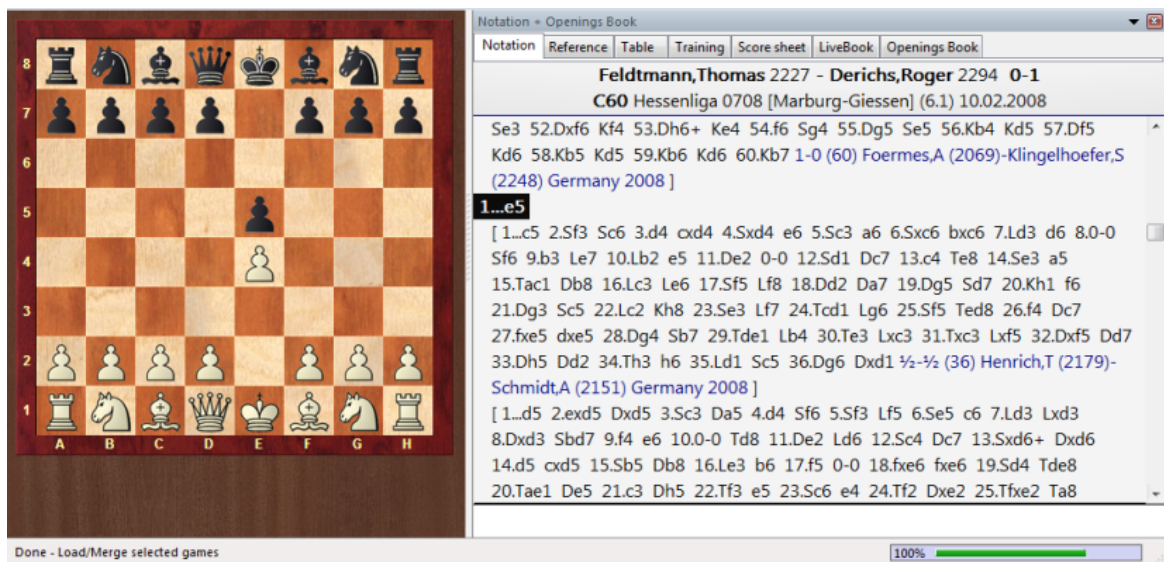 Notation + Openings Book
Notation Reference Table Training Score sheet LiveBook Openings Book
Feldtmann,Thomas 2227 - Derichs,Roger 2294 0-1
C60 Hessenliga 0708 [Marburg-Giessen] (6.1) 10.02.2008
Se3 52.Dxf6 Kf4 53.Dh6+ Ke4 54.f6 Sg4 55.Dg5 Se5 56.Kb4 Kd5 57.Df5
Kd6 58.Kb5 Kd5 59.Kb6 Kd6 60.Kb7 1-0 (60) Foermes,A (2069)-Klingelhoefer,S
(2248) Germany 2008 ]
1...e5
[ 1...c5 2.Sf3 Sc6 3.d4 cxd4 4.Sxd4 e6 5.Sc3 a6 6.Sxc6 bxc6 7.Ld3 d6 8.0-0
Sf6 9.b3 Le7 10.Lb2 e5 11.De2 0-0 12.Sd1 Dc7 13.c4 Te8 14.Se3 a5
15.Tac1 Db8 16.Lc3 Le6 17.Sf5 Lf8 18.Dd2 Da7 19.Dg5 Sd7 20.Kh1 f6
21.Dg3 Sc5 22.Lc2 Kh8 23.Se3 Lf7 24.Tcd1 Lg6 25.Sf5 Ted8 26.f4 Dc7
27.fxe5 dxe5 28.Dg4 Sb7 29.Tde1 Lb4 30.Te3 Lxc3 31.Txc3 Lxf5 32.Dxf5 Dd7
33.Dh5 Dd2 34.Th3 h6 35.Ld1 Sc5 36.Dg6 Dxd1 ½-½ (36) Henrich,T (2179)-
Schmidt,A (2151) Germany 2008 ]
[ 1...d5 2.exd5 Dxd5 3.Sc3 Da5 4.d4 Sf6 5.Sf3 Lf5 6.Se5 c6 7.Ld3 Lxd3
8.Dxd3 Sbd7 9.f4 e6 10.0-0 Td8 11.De2 Ld6 12.Sc4 Dc7 13.Sxd6+ Dxd6
14.d5 cxd5 15.Sb5 Db8 16.Le3 b6 17.f5 0-0 18.fxe6 fxe6 19.Sd4 Tde8
20.Tae1 De5 21.c3 Dh5 22.Tf3 e5 23.Sc6 e4 24.Tf2 Dxe2 25.Tfxe2 Ta8
8
7
6
5
4
3
2
1
A B C D E F G H
Done - Load/Merge selected games
100%